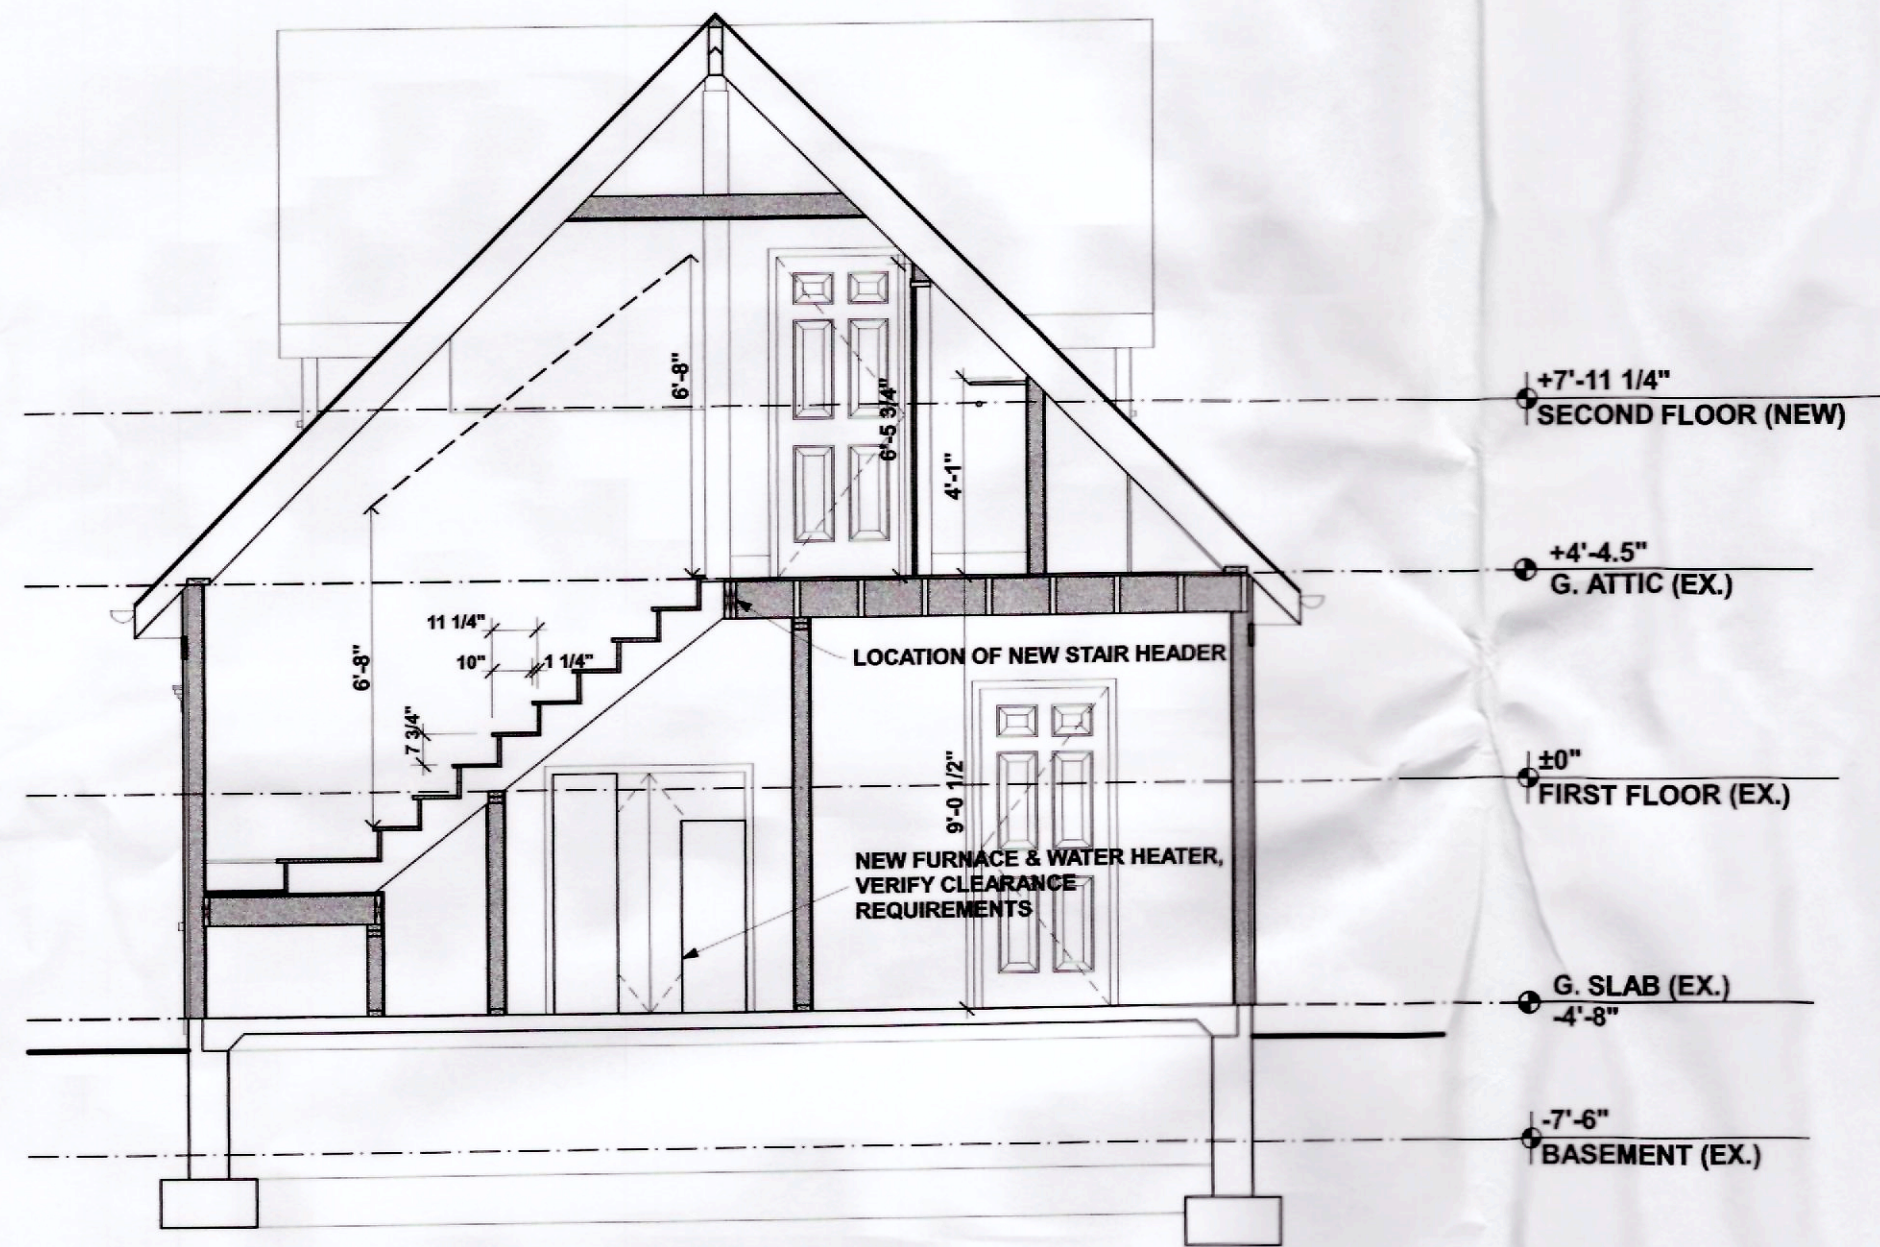 6'-8"
6'-5 3/4"
4'-1"
+7'-11 1/4"
SECOND FLOOR (NEW)
+4'-4.5"
G. ATTIC (EX.)
11 1/4"
10"
1 1/4"
6'-8"
7 3/4"
LOCATION OF NEW STAIR HEADER
9'-0 1/2"
±0"
FIRST FLOOR (EX.)
NEW FURNACE & WATER HEATER,
VERIFY CLEARANCE
REQUIREMENTS
G. SLAB (EX.)
-4'-8"
-7'-6"
BASEMENT (EX.)